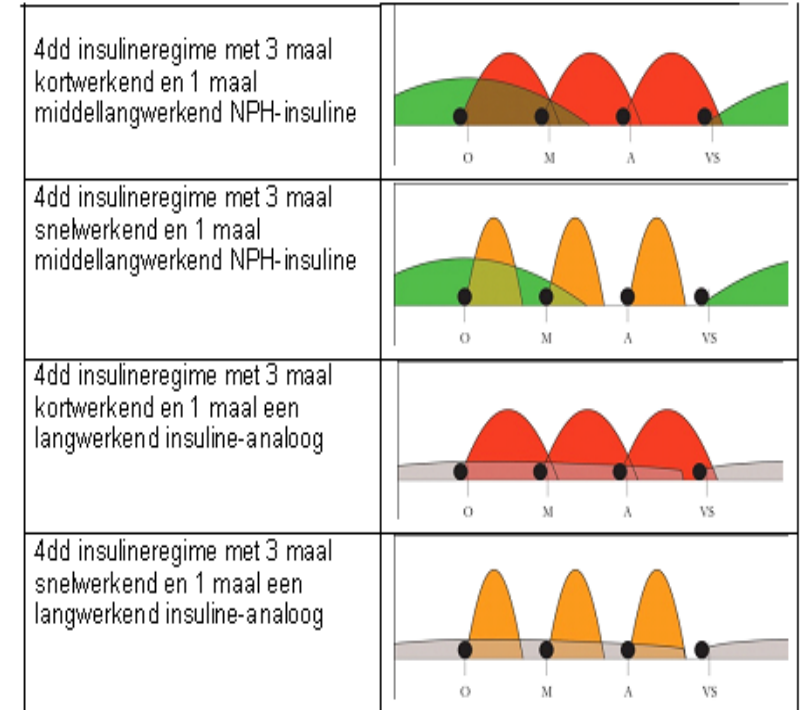 4dd insulineregime met 3 maal
kortwerkend en 1 maal
middellangwerkend NPH-insuline
O M A VS
4dd insulineregime met 3 maal
snelwerkend en 1 maal
middellangwerkend NPH-insuline
O M A VS
4dd insulineregime met 3 maal
kortwerkend en 1 maal een
langwerkend insuline-analoog
O M A VS
4dd insulineregime met 3 maal
snelwerkend en 1 maal een
langwerkend insuline-analoog
O M A VS